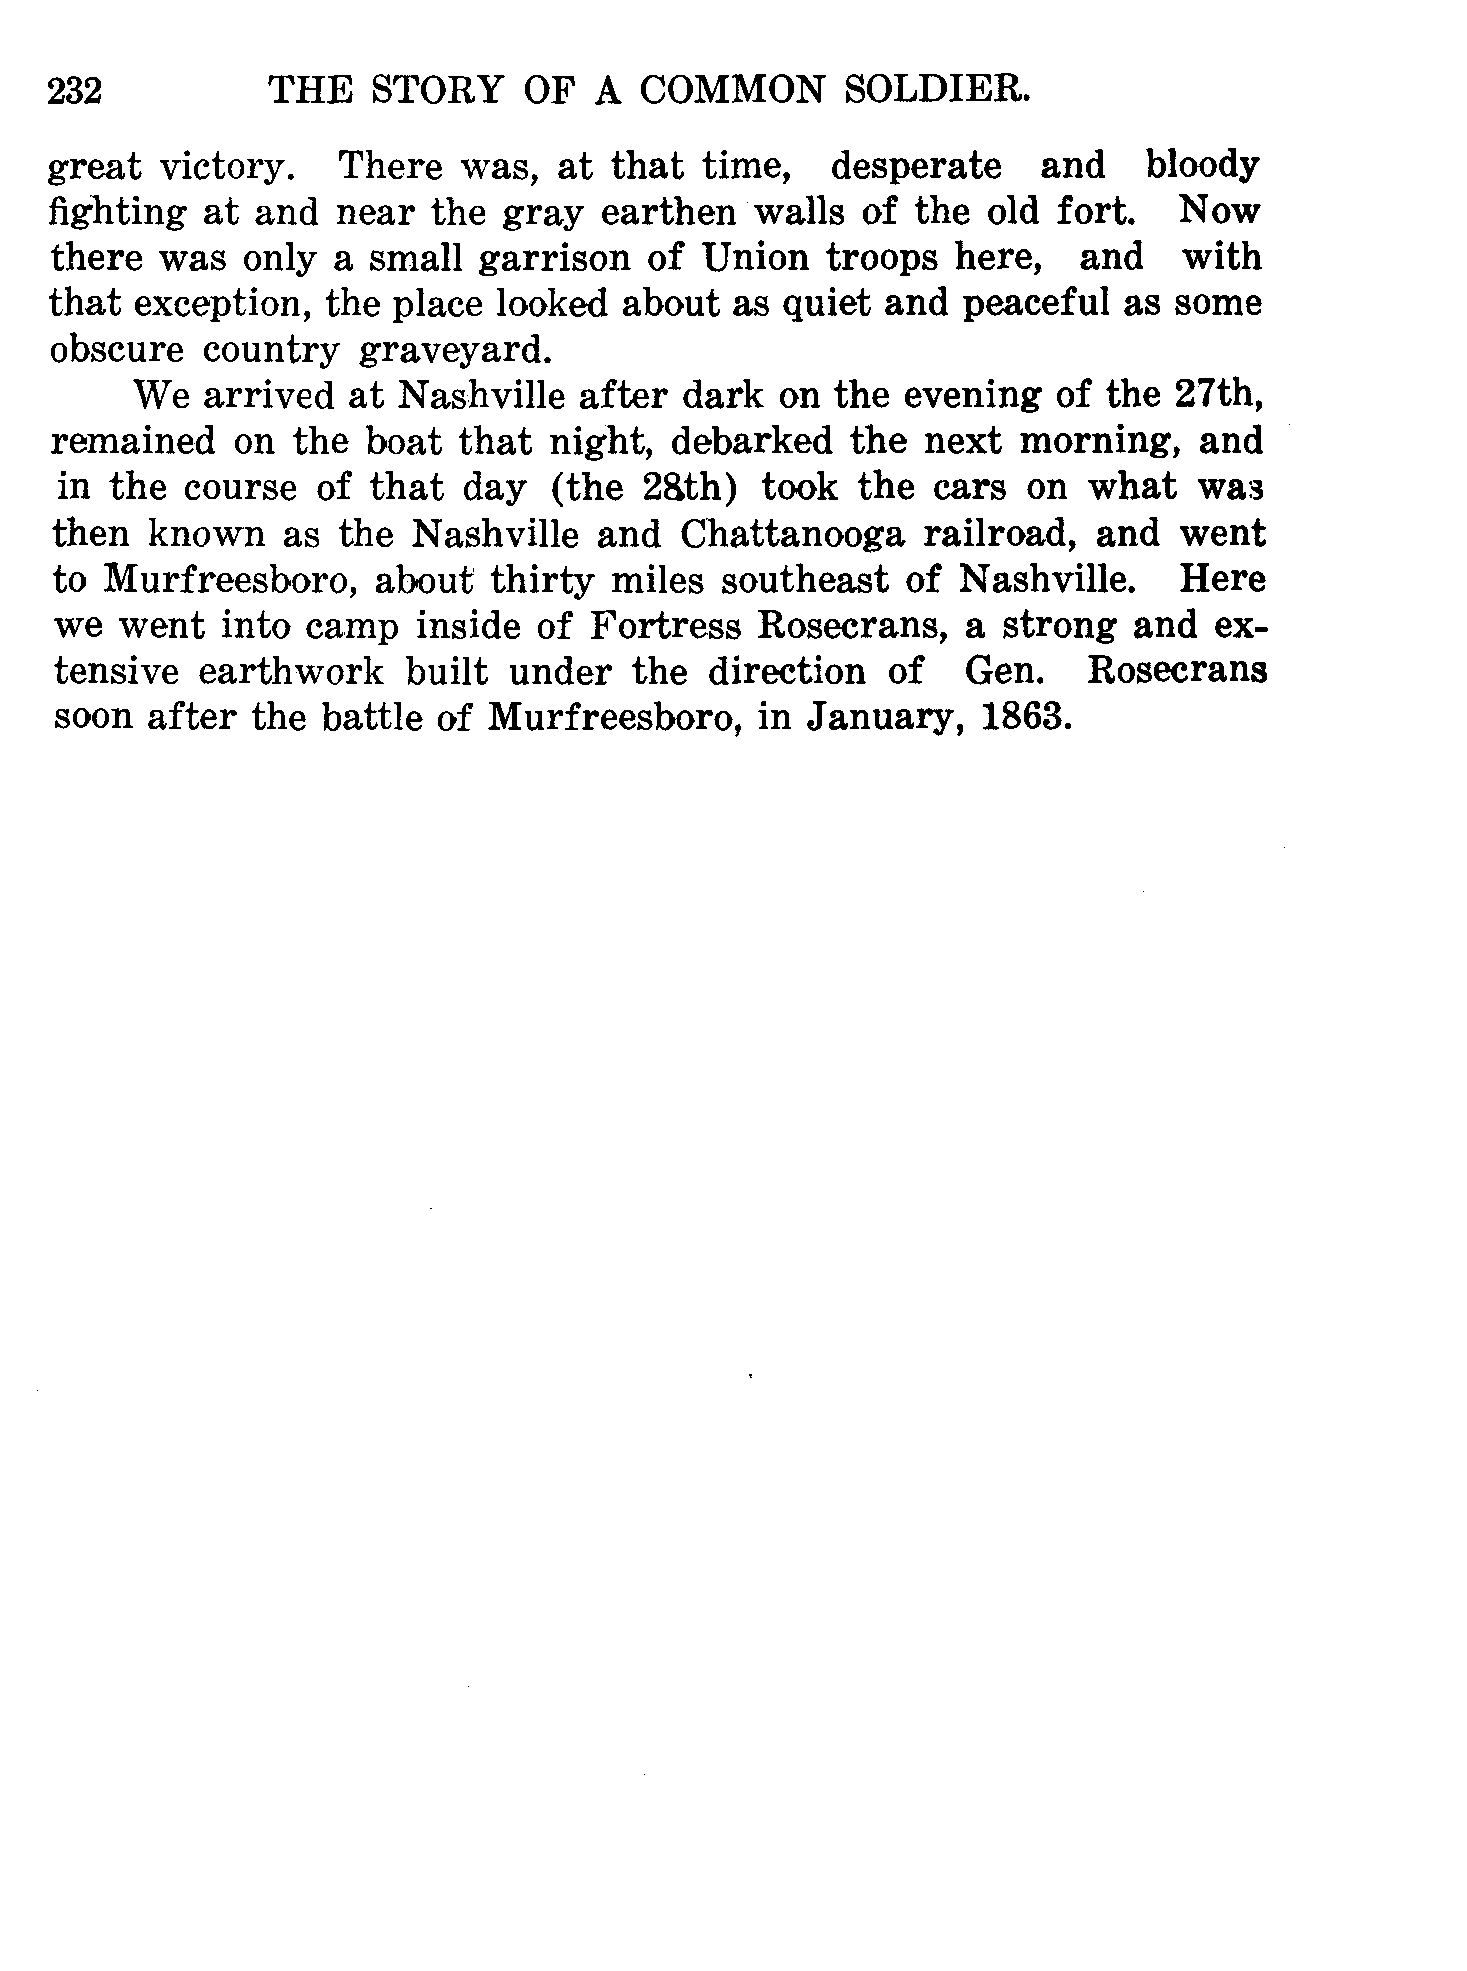 232 THE STORY OF A COMMON SOLDIER.
great victory. There was, at that time, desperate and bloody
fighting at and near the gray earthen walls of the old fort. Now
there was only a small garrison of Union troops here, and with
that exception, the place looked about as quiet and peaceful as some
obscure country graveyard.
We arrived at Nashville after dark on the evening of the 27th,
remained on the boat that night, debarked the next morning, and
in the course of that day (the 28th) took the cars on what was
then known as the Nashville and Chattanooga railroad, and went
to Murfreesboro, about thirty miles southeast of Nashville. Here
we went into camp inside of Fortress Rosecrans, a strong and ex-
tensive earthwork built under the direction of Gen. Rosecrans
soon after the battle of Murfreesboro, in January, 1863.